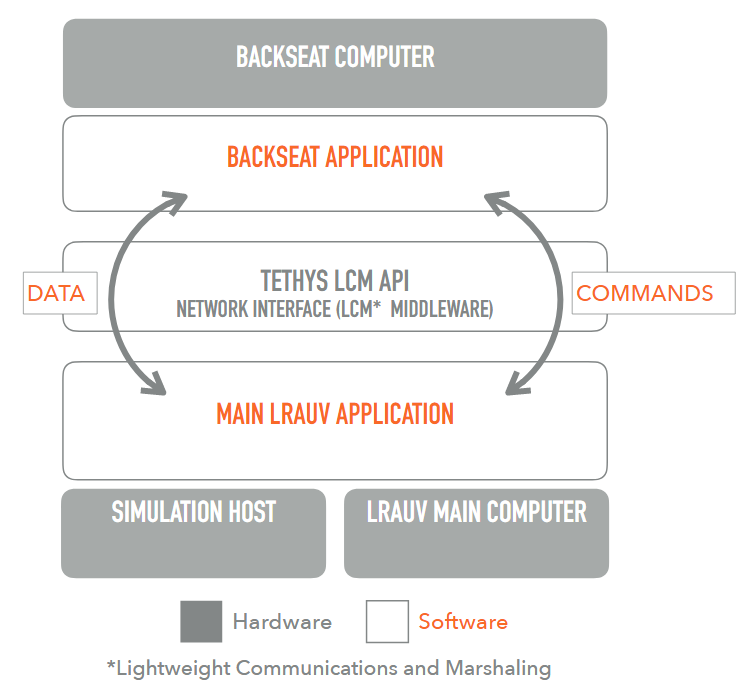 BACKSEAT COMPUTER
BACKSEAT APPLICATION
TETHYS LCM API
NETWORK INTERFACE (LCM* MIDDLEWARE)
DATA
COMMANDS
MAIN LRAUV APPLICATION
SIMULATION HOST
LRAUV MAIN COMPUTER
Hardware
Software
*Lightweight Communications and Marshaling